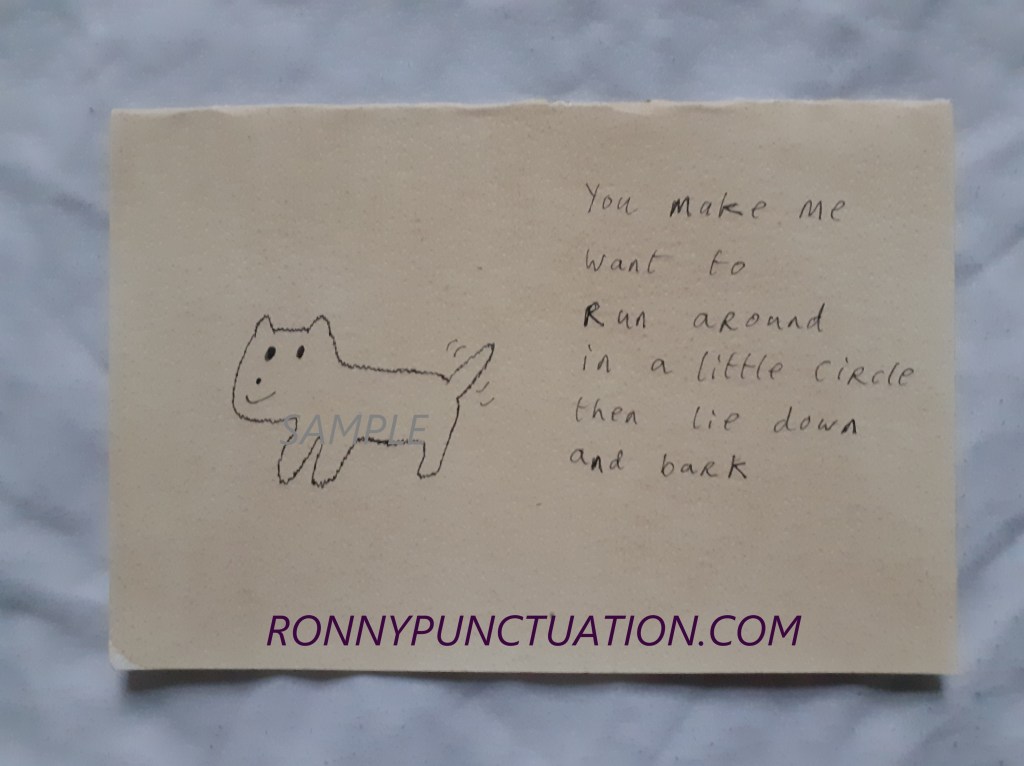 You make me
want to
Run around
in a little circle
then lie down
and bark
SAMPLE
RONNYPUNCTUATION.COM